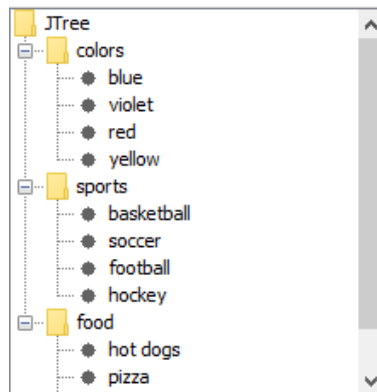 JTree
colors
blue
violet
red
yellow
sports
basketball
soccer
football
hockey
food
hot dogs
pizza